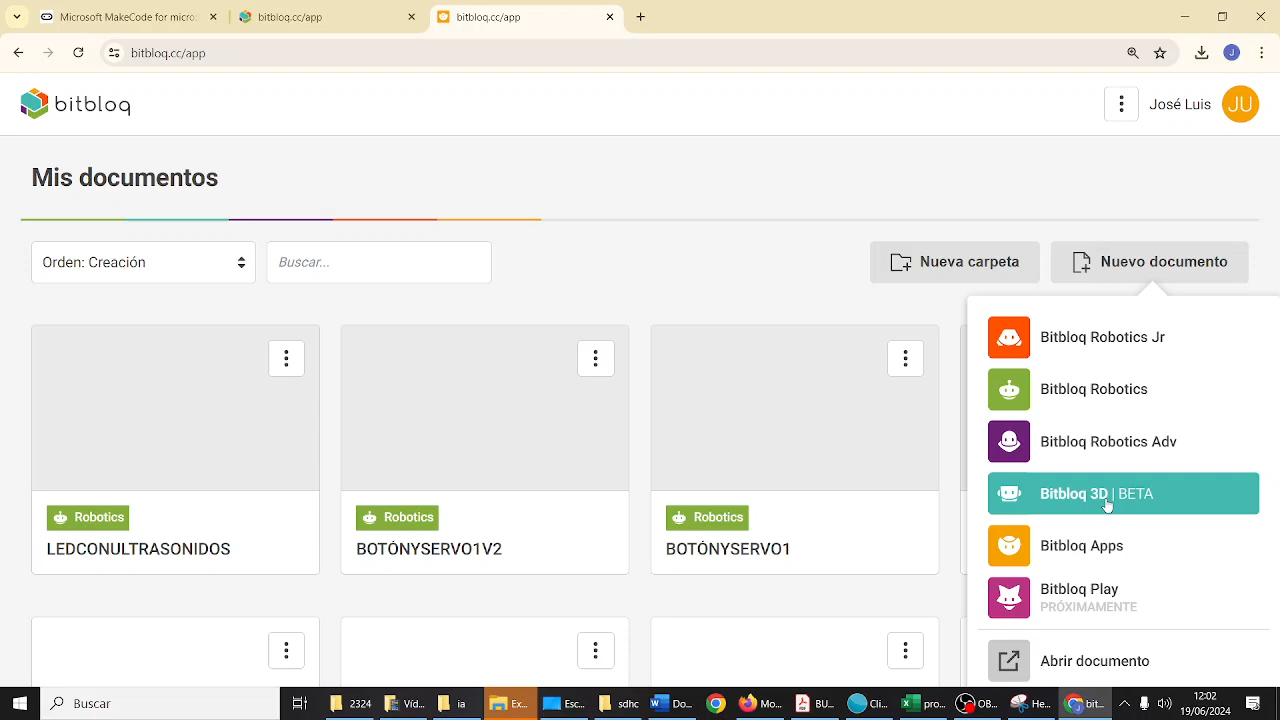 Microsoft MakeCode for micro:
bitbloq.cc/app
bitbloq.cc/app
bitbloq.cc/app
J
bitbloq
José Luis
JU
Mis documentos
Orden: Creación
Buscar...
Nueva carpeta
Nuevo documento
Bitbloq Robotics Jr
Bitbloq Robotics
Bitbloq Robotics Adv
Bitbloq 3D | BETA
Bitbloq Apps
Bitbloq Play
PRÓXIMAMENTE
Abrir documento
Robotics
LEDCONULTRASONIDOS
Robotics
BOTÓNYSERVO1V2
Robotics
BOTÓNYSERVO1
Buscar
2324
Vid...
ia
Ex...
Esc...
sdhc
Do...
Mo...
BU...
Cli...
pro...
OB...
He...
bit...
12:02
19/06/2024